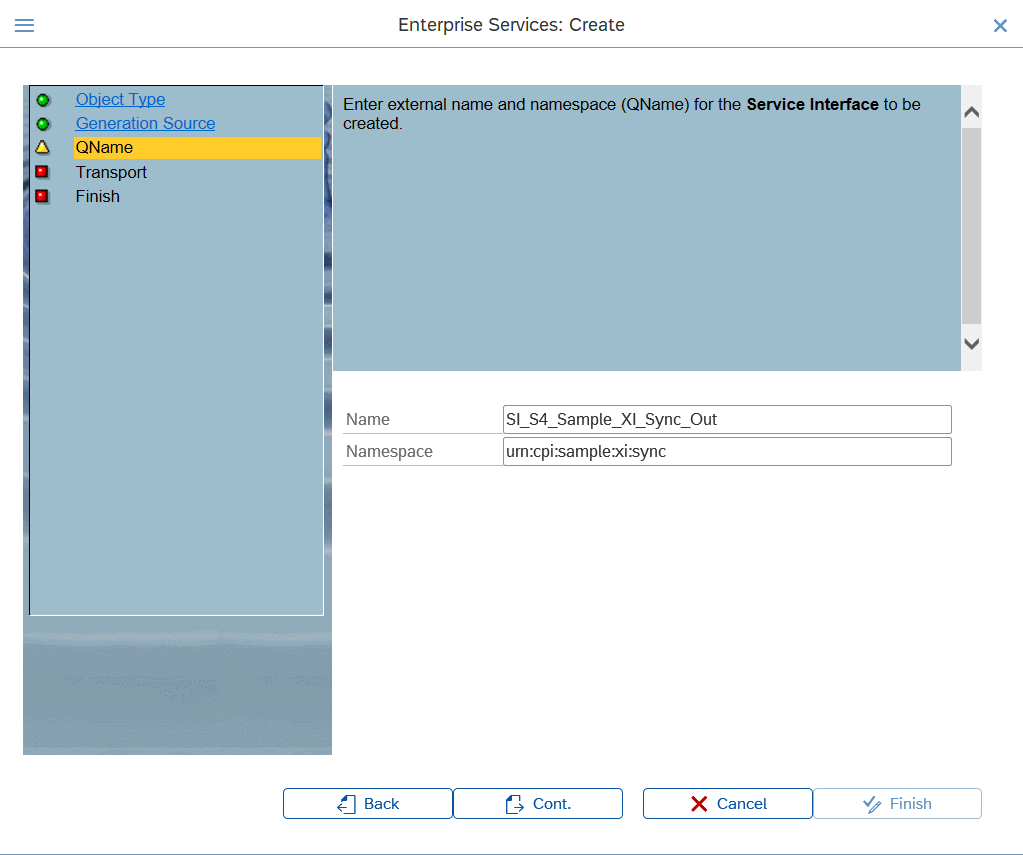 Enterprise Services: Create
Object Type
Generation Source
QName
Transport
Finish
Enter external name and namespace (QName) for the Service Interface to be
created.
Name SI_S4_Sample_XI_Sync_Out
Namespace urn:cpi:sample:xi:sync
Back Cont. Cancel Finish